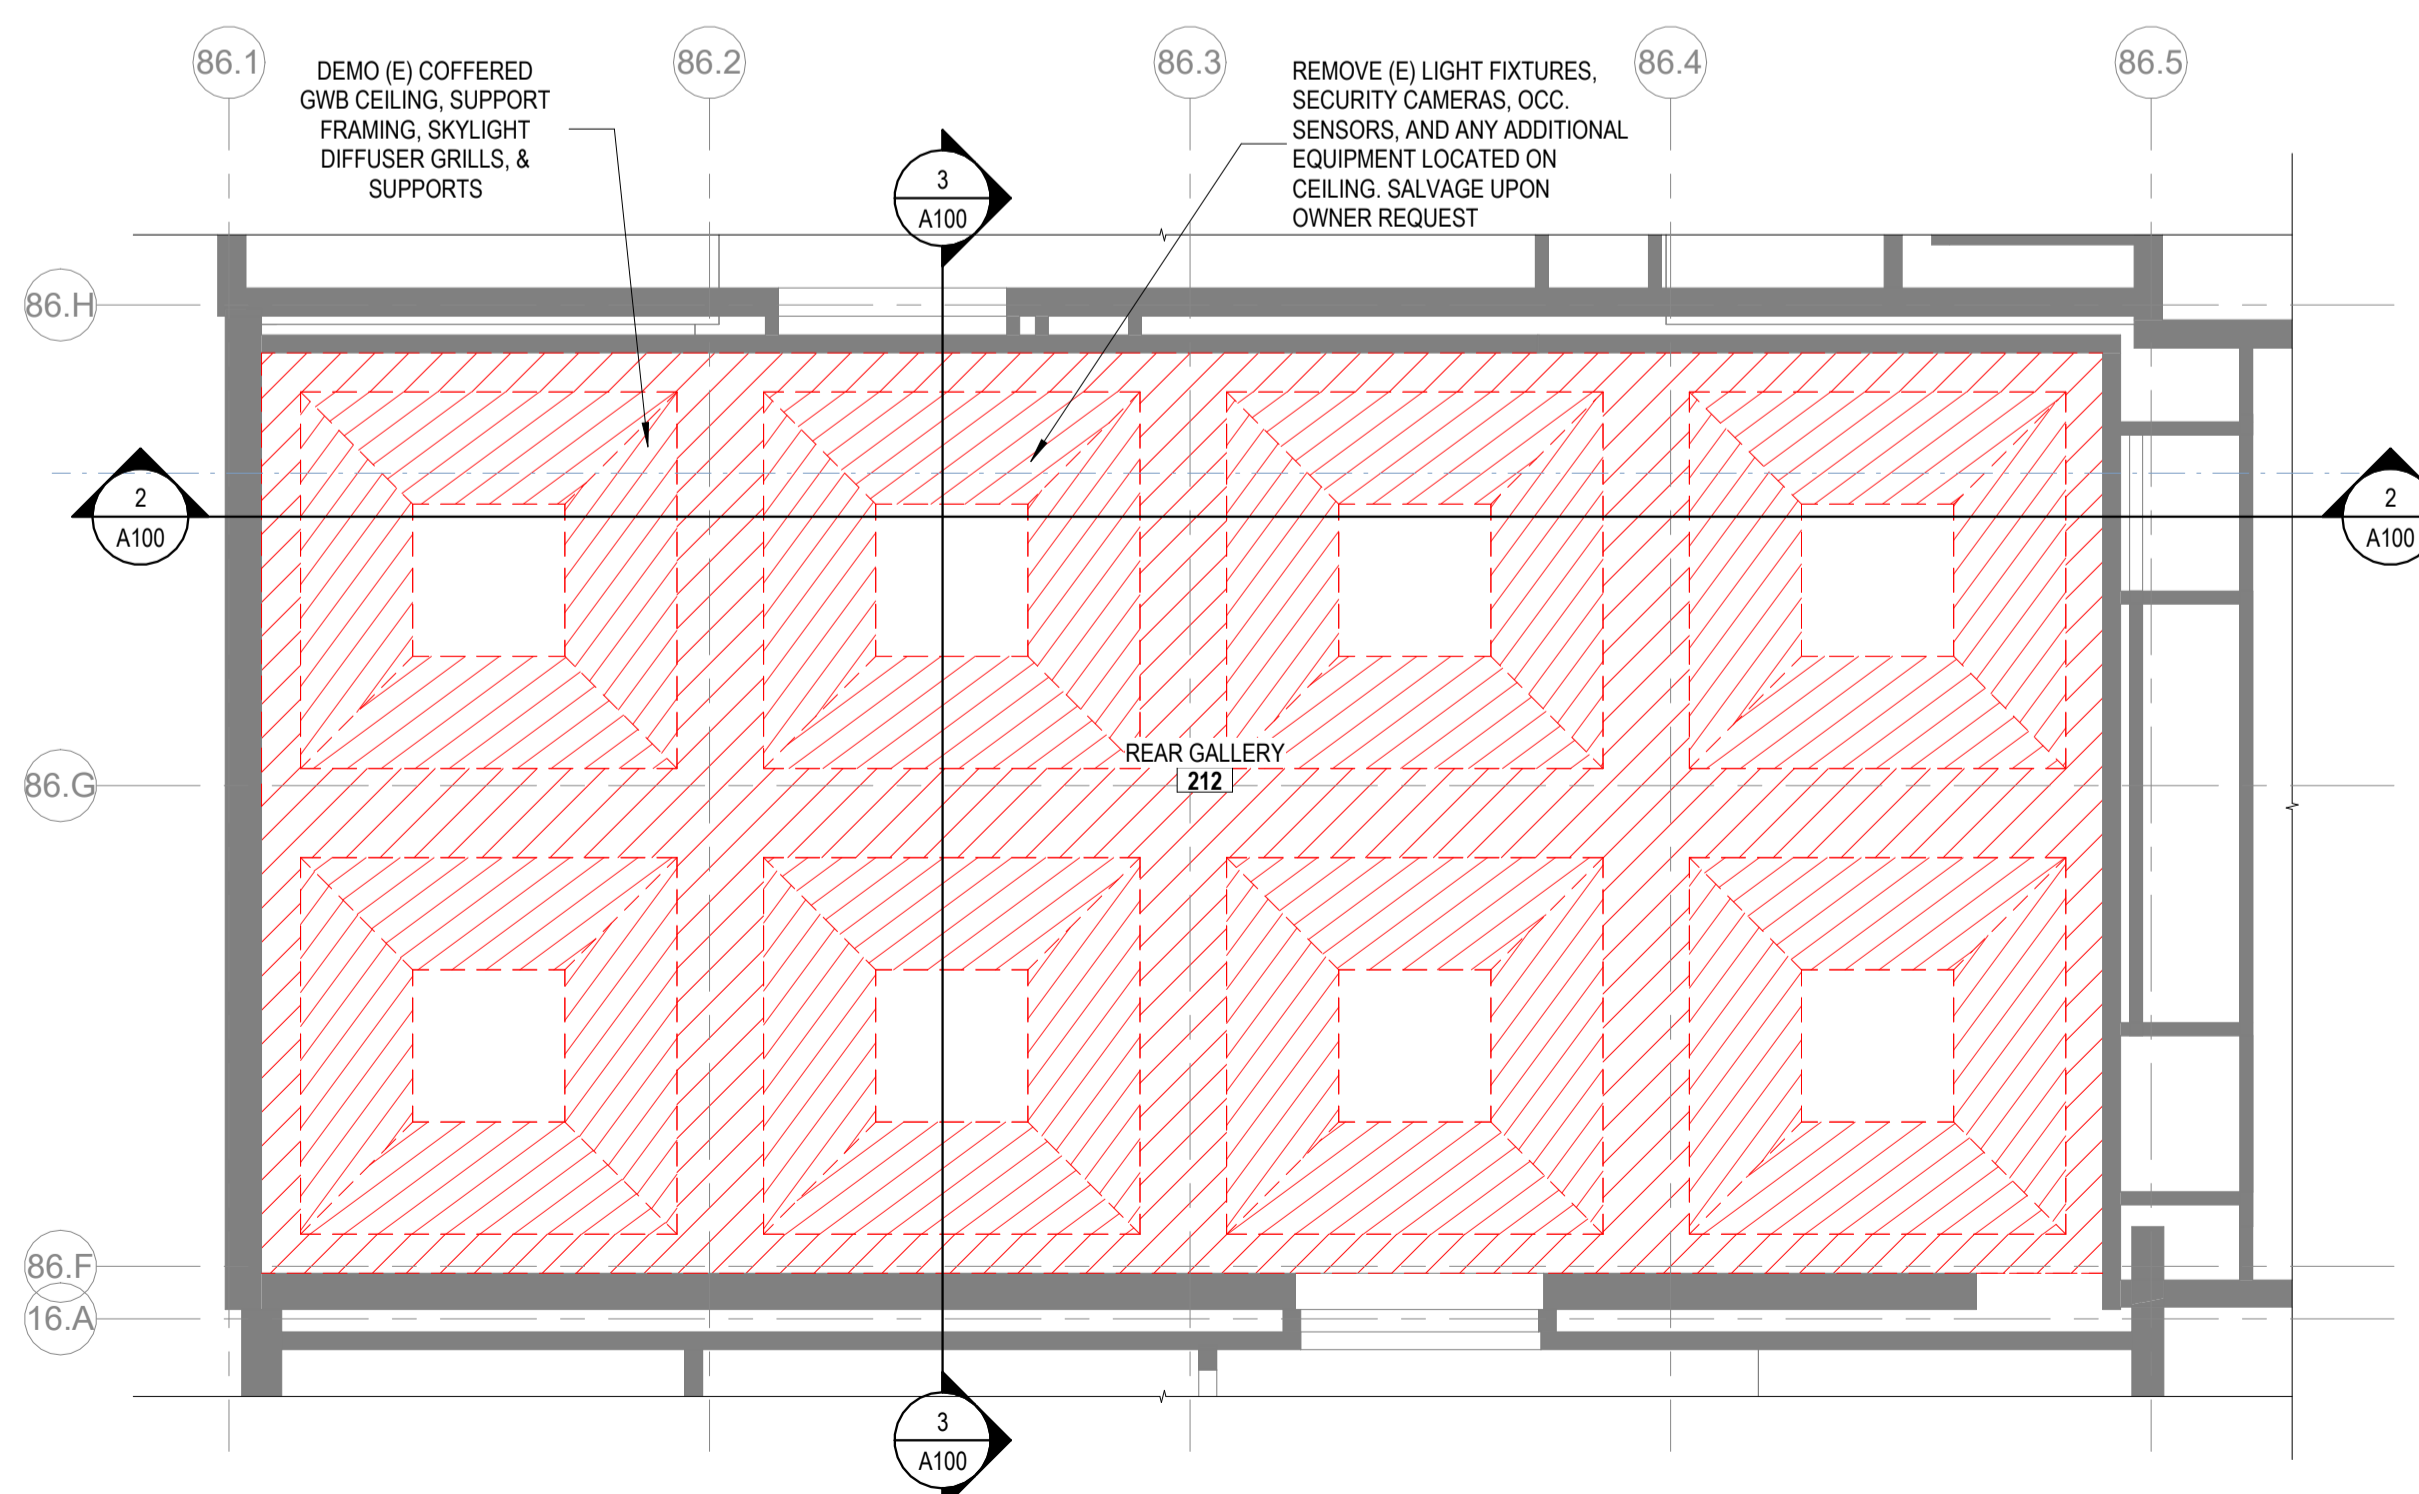 86.1
86.2
86.3
86.4
86.5
DEMO (E) COFFERED
GWB CEILING, SUPPORT
FRAMING, SKYLIGHT
DIFFUSER GRILLS, &
SUPPORTS
REMOVE (E) LIGHT FIXTURES,
SECURITY CAMERAS, OCC.
SENSORS, AND ANY ADDITIONAL
EQUIPMENT LOCATED ON
CEILING. SALVAGE UPON
OWNER REQUEST
3
A100
86.H
2
A100
2
A100
REAR GALLERY
212
86.G
86.F
16.A
3
A100